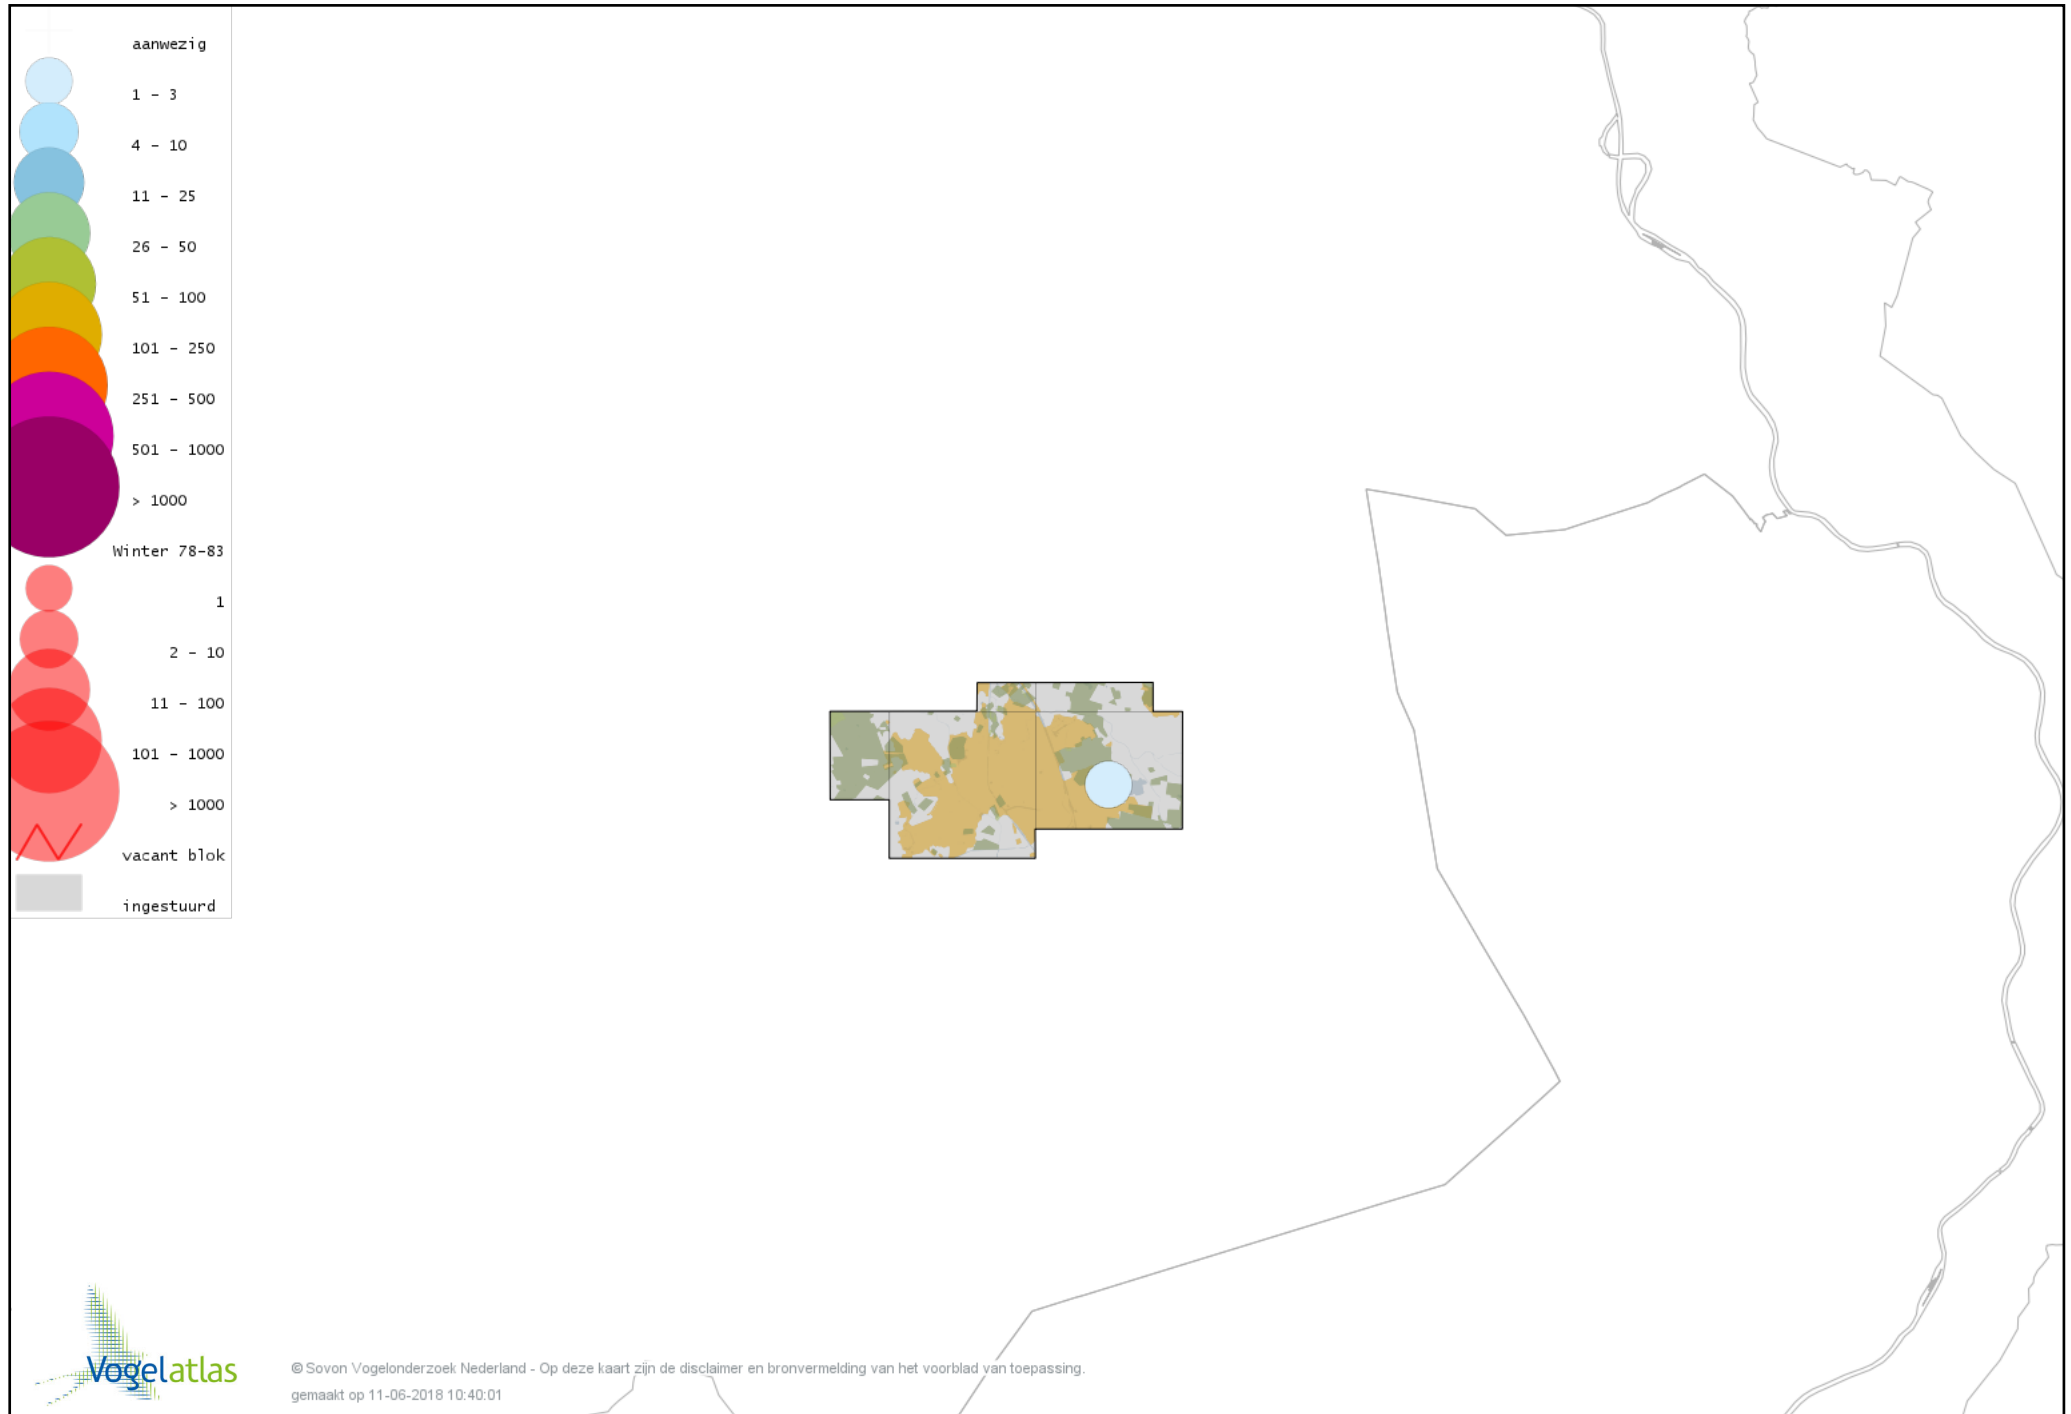 aanwezig
1 - 3
4 - 10
11 - 25
26 - 50
51 - 100
101 - 250
251 - 500
501 - 1000
> 1000
Winter 78-83
1
2 - 10
11 - 100
101 - 1000
> 1000
vacant blok
ingestuurd
Vogelatlas
© Sovon Vogelonderzoek Nederland - Op deze kaart zijn de disclaimer en bronvermelding van het voorblad van toepassing.
gemaakt op 11-06-2018 10:40:01